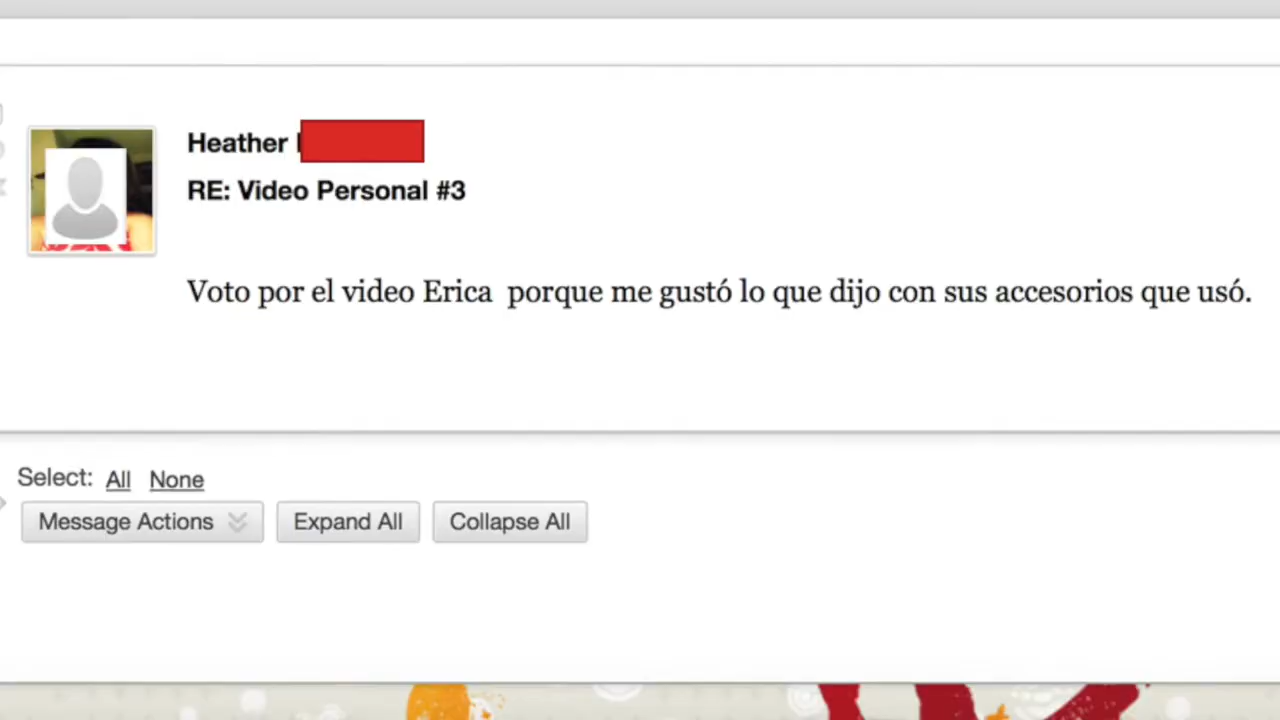 Heather
RE: Video Personal #3
Voto por el video Erica  porque me gustó lo que dijo con sus accesorios que usó.
Select: All None
Message Actions Expand All Collapse All